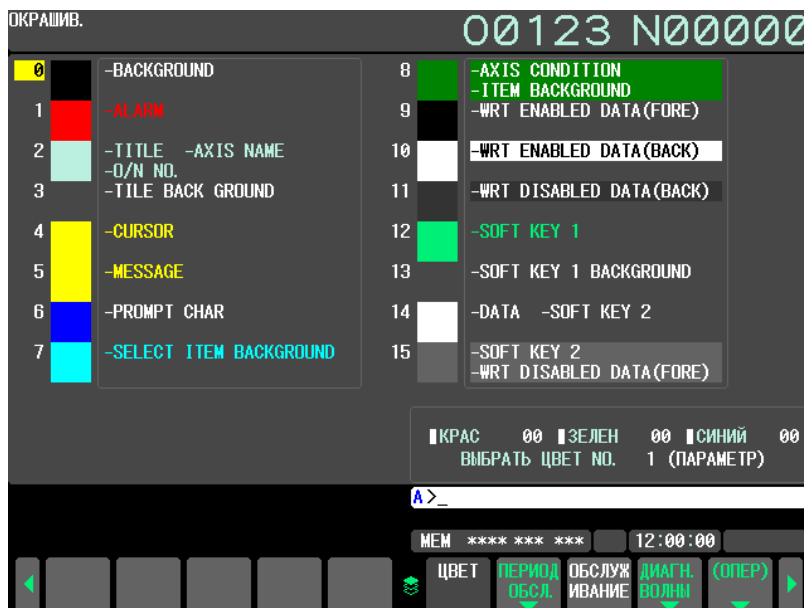 ОКРАШИВ.
O0123 N00000
0 -BACKGROUND
1 -ALARM
2 -TITLE -AXIS NAME
-O/N NO.
3 -TILE BACK GROUND
4 -CURSOR
5 -MESSAGE
6 -PROMPT CHAR
7 -SELECT ITEM BACKGROUND
8 -AXIS CONDITION
-ITEM BACKGROUND
9 -WRT ENABLED DATA(FORE)
10 -WRT ENABLED DATA(BACK)
11 -WRT DISABLED DATA(BACK)
12 -SOFT KEY 1
13 -SOFT KEY 1 BACKGROUND
14 -DATA -SOFT KEY 2
15 -SOFT KEY 2
-WRT DISABLED DATA(FORE)
КРАС 00 ЗЕЛЕН 00 СИНИЙ 00
ВЫБРАТЬ ЦВЕТ NO. 1 (ПАРАМЕТР)
A >_
MEM **** *** *** 12:00:00
ЦВЕТ ПЕРИОД ОБСЛУЖ ДИАГН. (ОПЕР)
ОБСЛ. ИВАНИЕ ВОЛНЫ